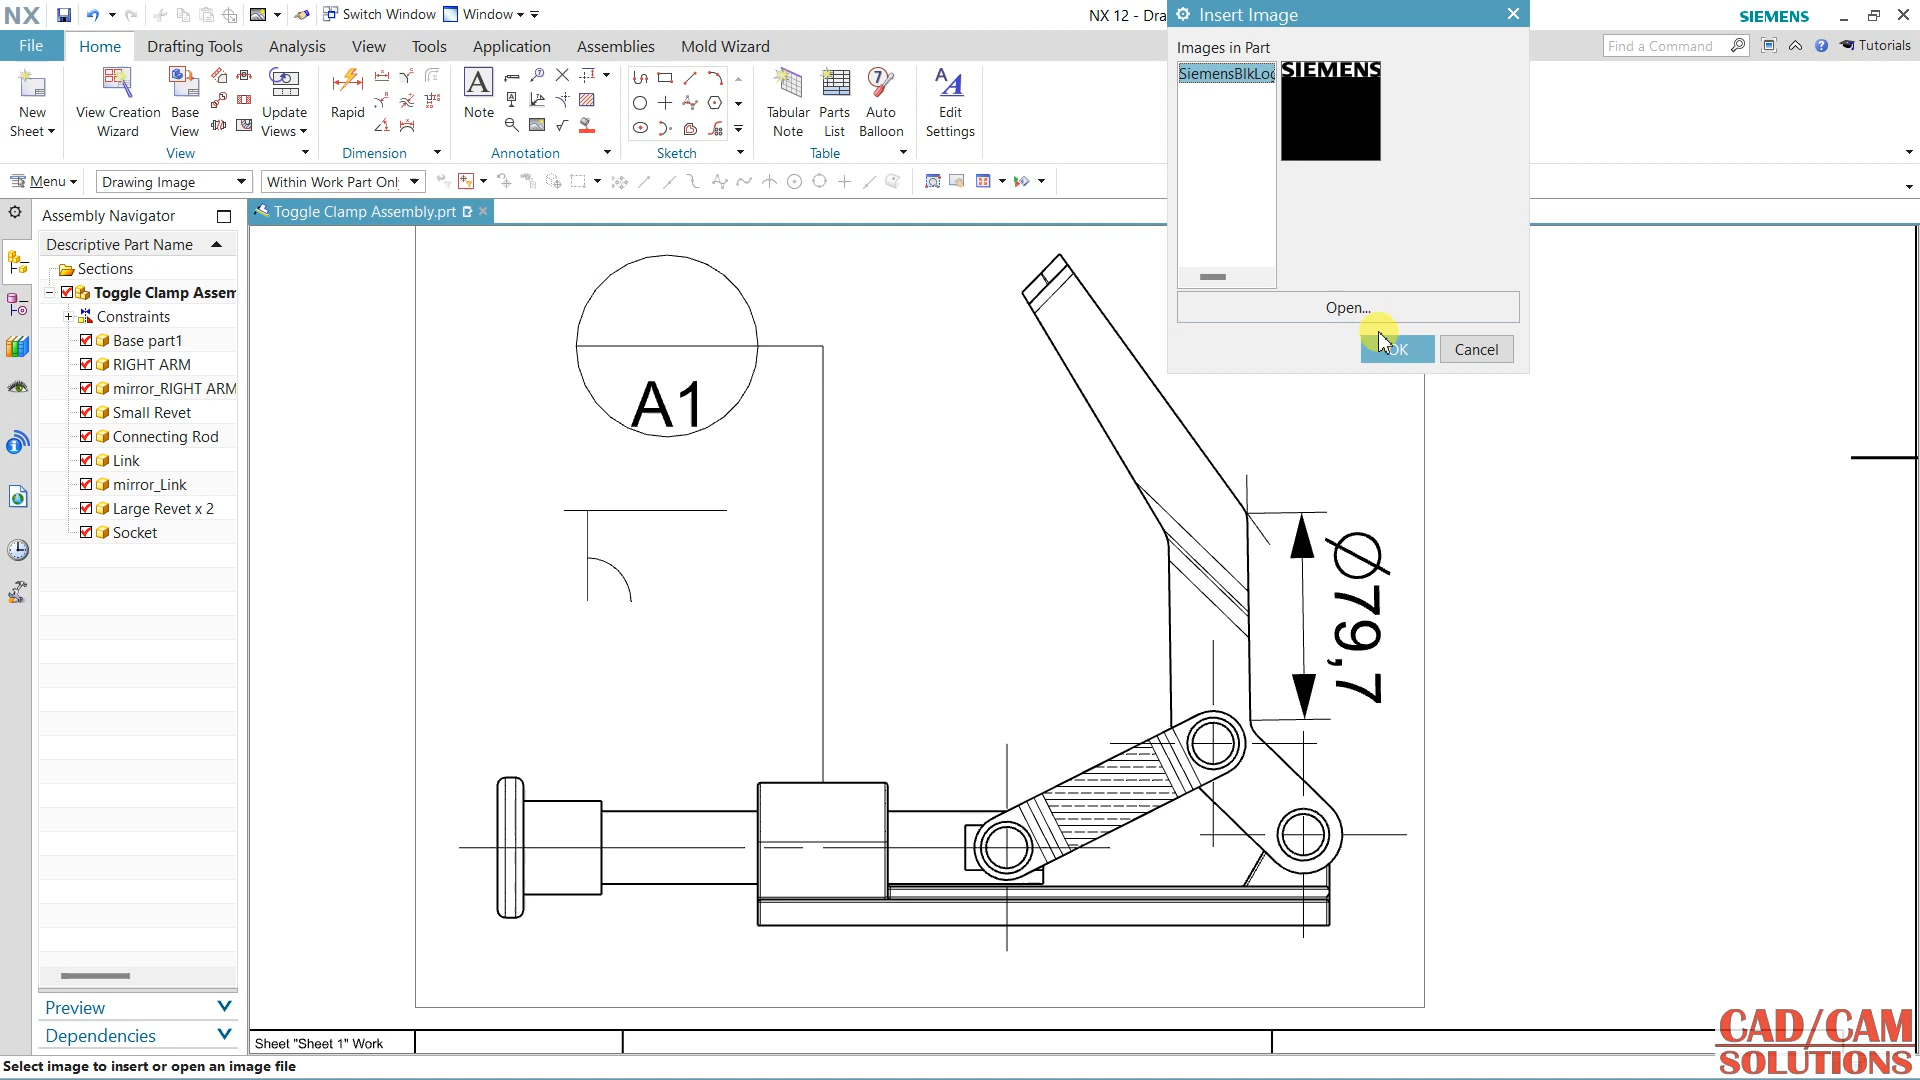 NX
Switch Window
Window
NX 12 - Dra
Insert Image
SIEMENS
File
Home
Drafting Tools
Analysis
View
Tools
Application
Assemblies
Mold Wizard
Images in Part
Find a Command
Tutorials
SiemensBlkLog
SIEMENS
New
Sheet
View Creation
Wizard
Base
View
Update
Views
Rapid
Note
Tabular
Note
Parts
List
Auto
Balloon
Edit
Settings
View
Dimension
Annotation
Sketch
Table
Menu
Drawing Image
Within Work Part Onl
Assembly Navigator
Toggle Clamp Assembly.prt
Descriptive Part Name
Sections
Toggle Clamp Assem
Constraints
Base part1
RIGHT ARM
mirror_RIGHT ARM
Small Revet
Connecting Rod
Link
mirror_Link
Large Revet x 2
Socket
Open...
OK
Cancel
A1
Ø79,7
Preview
Dependencies
Sheet "Sheet 1" Work
Select image to insert or open an image file
CAD/CAM
SOLUTIONS